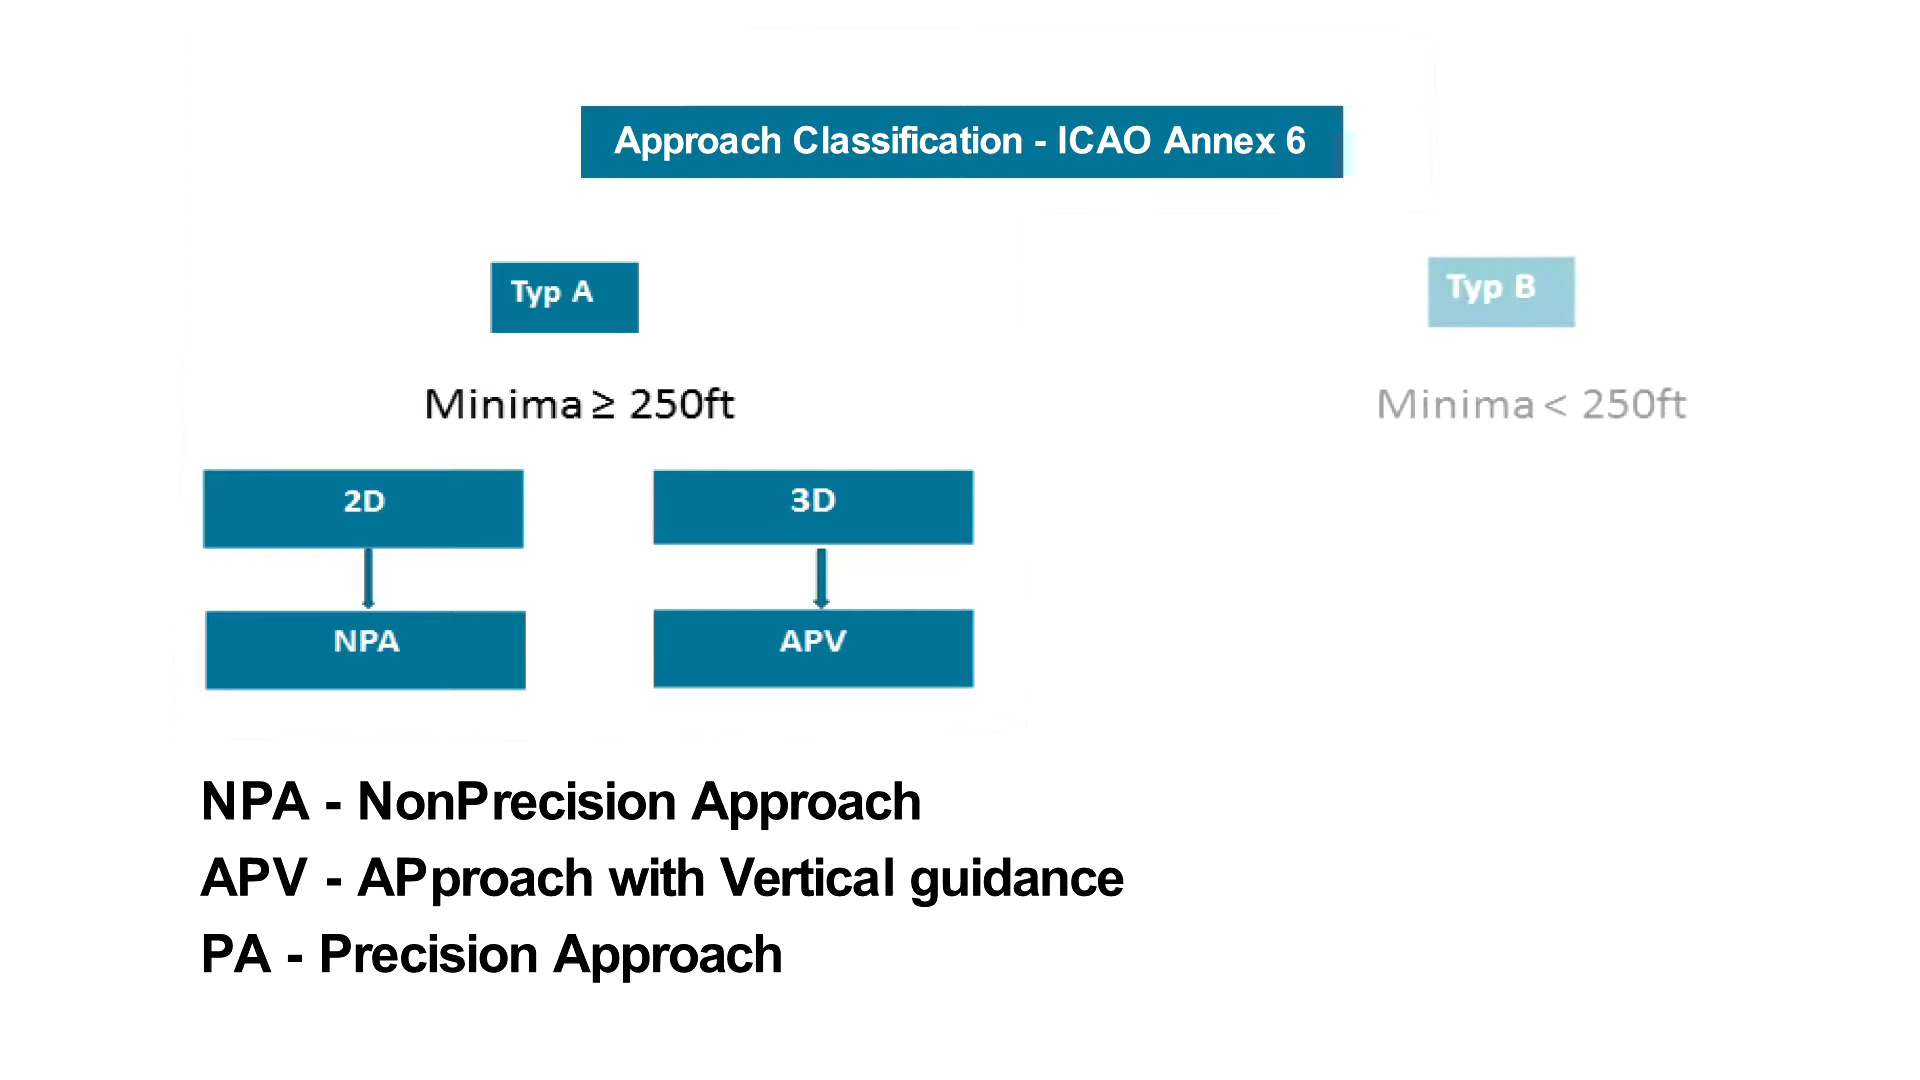 Approach Classification - ICAO Annex 6
Typ A
Typ B
Minima ≥ 250ft
Minima < 250ft
2D
3D
NPA
APV
NPA - NonPrecision Approach
APV - APproach with Vertical guidance
PA - Precision Approach